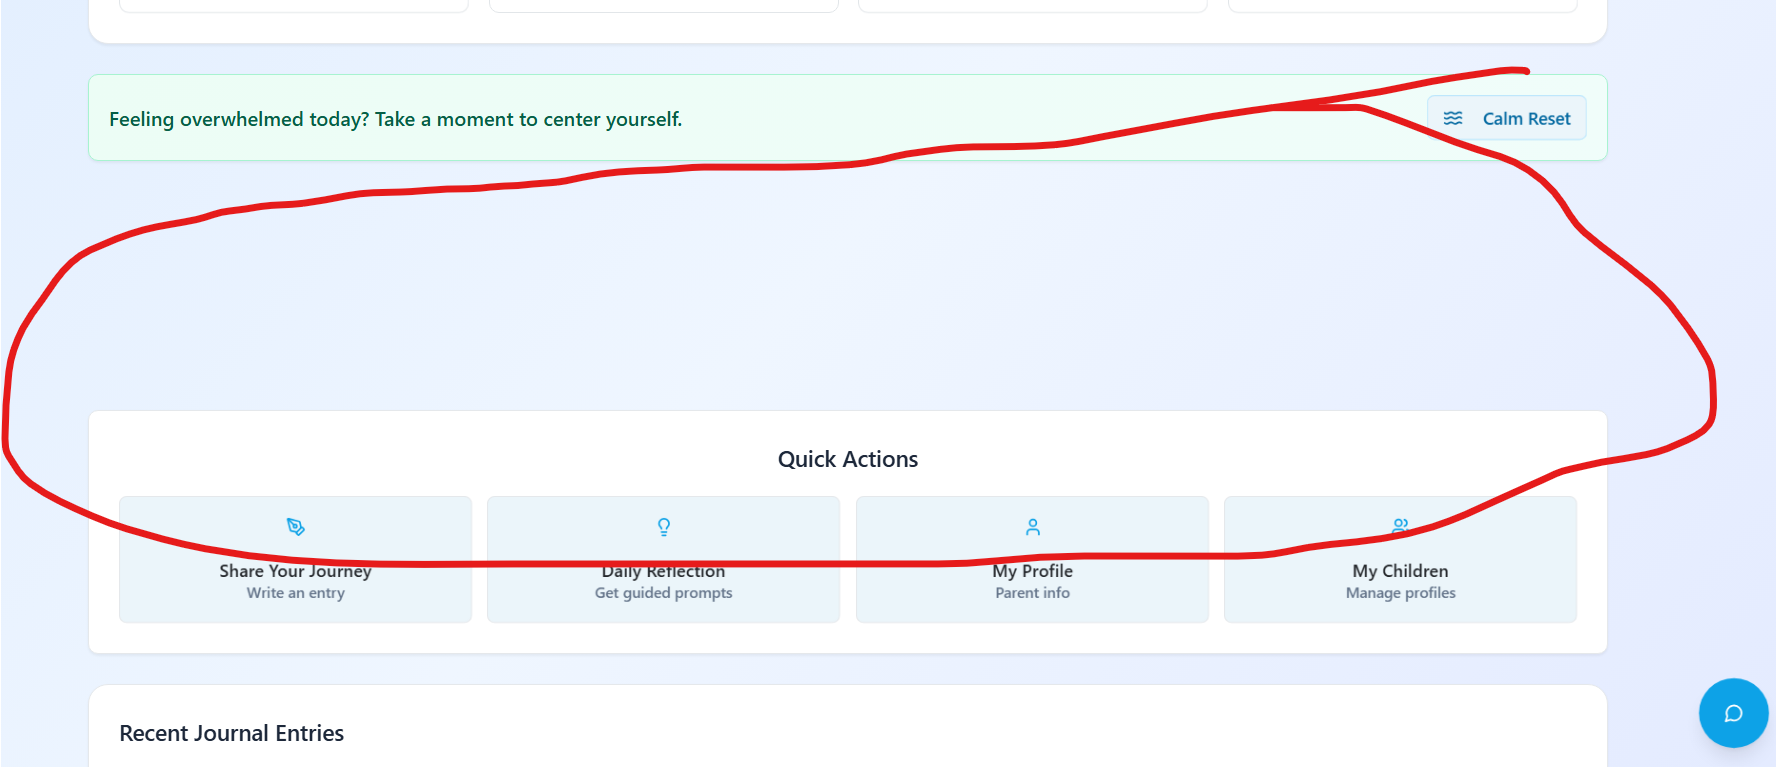 Feeling overwhelmed today? Take a moment to center yourself.
Calm Reset
Quick Actions
Share Your Journey
Write an entry
Daily Reflection
Get guided prompts
My Profile
Parent info
My Children
Manage profiles
Recent Journal Entries